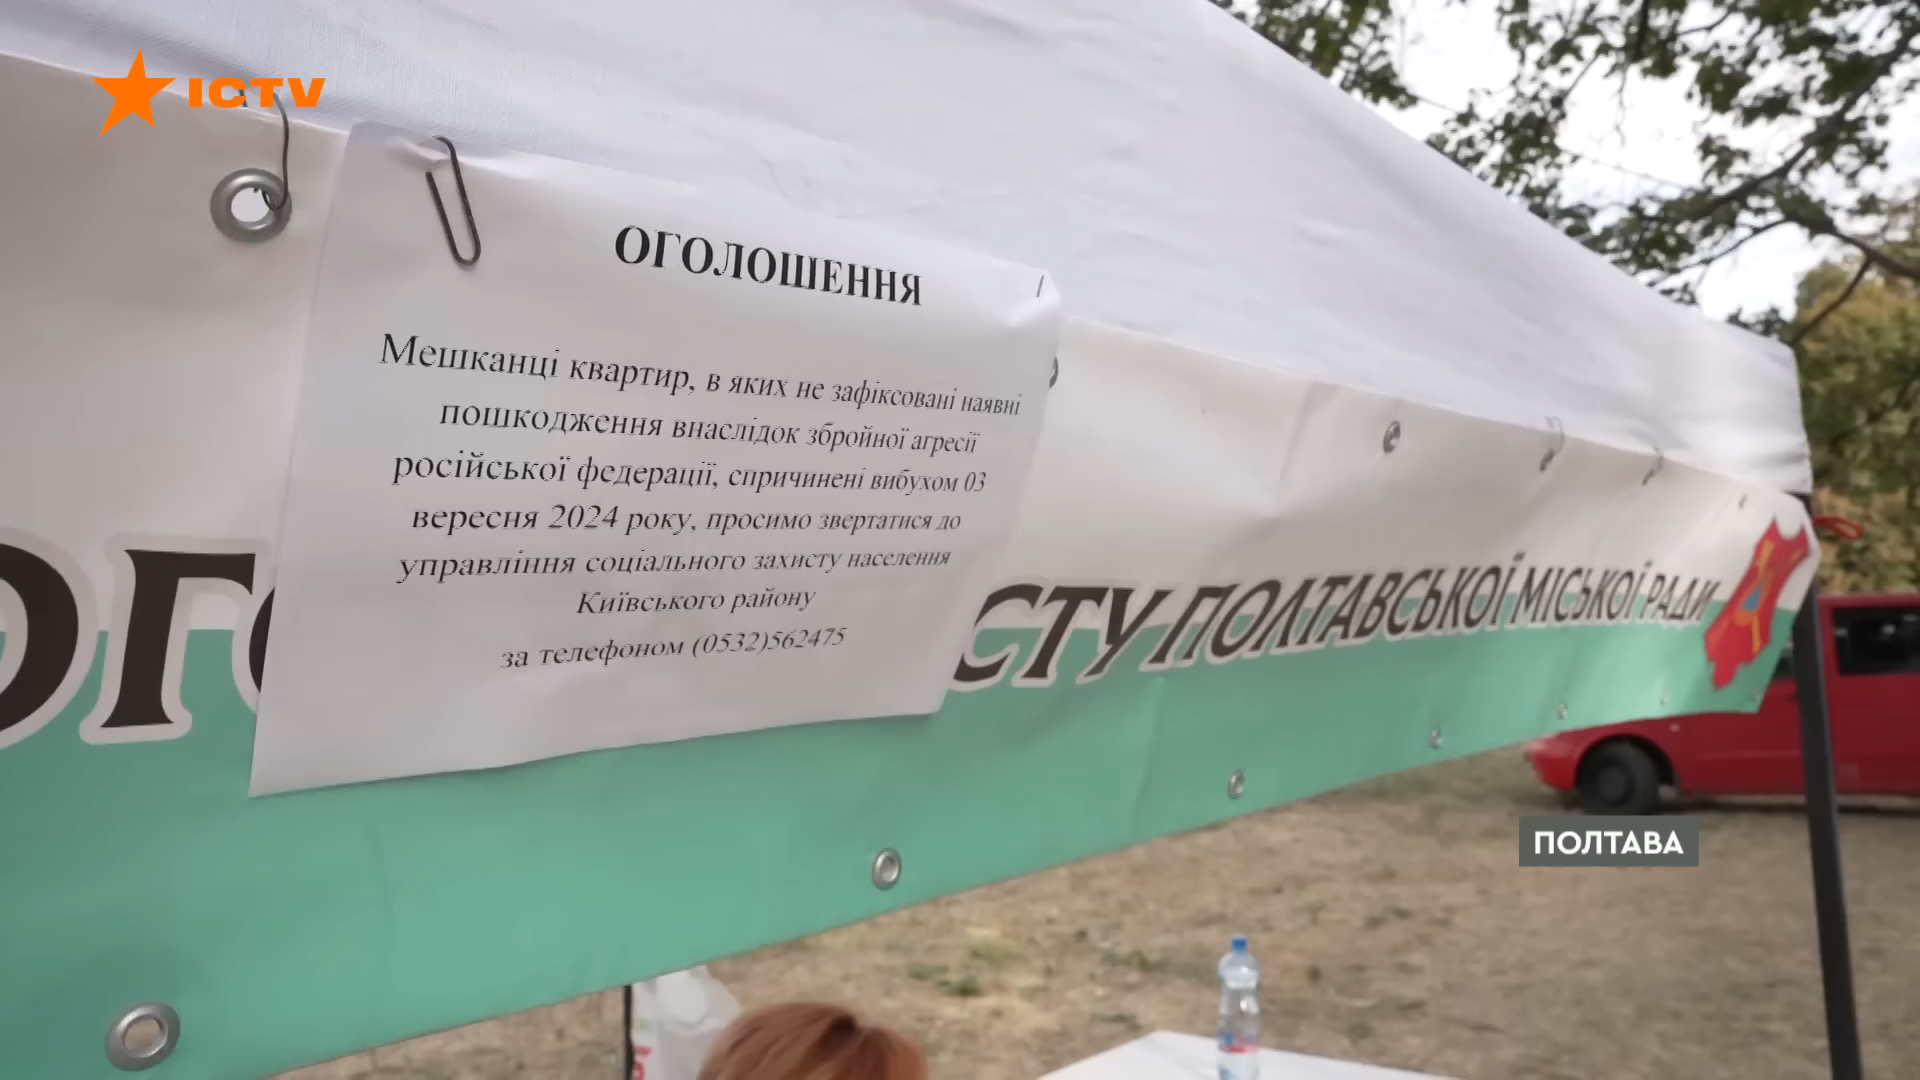 ICTV
ОГОЛОШЕННЯ
Мешканці квартир, в яких не зафіксовані наявні
пошкодження внаслідок збройної агресії
російської федерації, спричинені вибухом 03
вересня 2024 року, просимо звертатися до
управління соціального захисту населення
Київського району
за телефоном (0532)562475
СТУ ПОЛТАВСЬКОЇ МІСЬКОЇ РАДИ
ПОЛТАВА